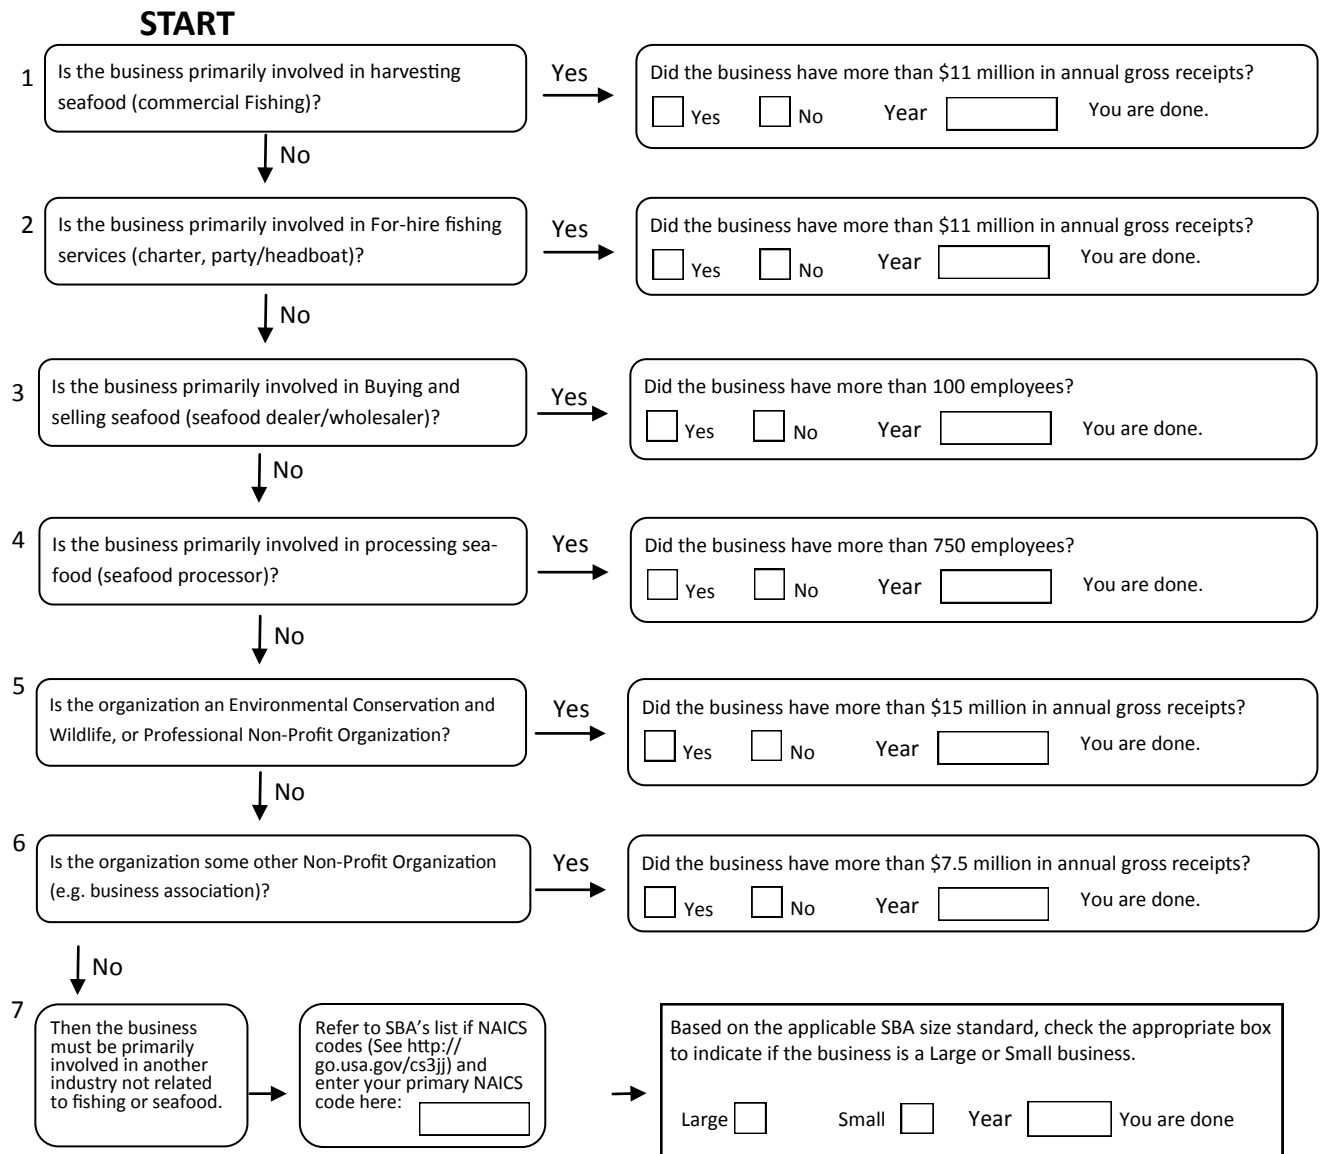 START
1
Is the business primarily involved in harvesting
seafood (commercial Fishing)?
Yes
Did the business have more than $11 million in annual gross receipts?
Yes No Year You are done.
No
2
Is the business primarily involved in For-hire fishing
services (charter, party/headboat)?
Yes
Did the business have more than $11 million in annual gross receipts?
Yes No Year You are done.
No
3
Is the business primarily involved in Buying and
selling seafood (seafood dealer/wholesaler)?
Yes
Did the business have more than 100 employees?
Yes No Year You are done.
No
4
Is the business primarily involved in processing sea-
food (seafood processor)?
Yes
Did the business have more than 750 employees?
Yes No Year You are done.
No
5
Is the organization an Environmental Conservation and
Wildlife, or Professional Non-Profit Organization?
Yes
Did the business have more than $15 million in annual gross receipts?
Yes No Year You are done.
No
6
Is the organization some other Non-Profit Organization
(e.g. business association)?
Yes
Did the business have more than $7.5 million in annual gross receipts?
Yes No Year You are done.
No
7
Then the business
must be primarily
involved in another
industry not related
to fishing or seafood.
Refer to SBA's list if NAICS
codes (See http://
go.usa.gov/cs3jj) and
enter your primary NAICS
code here:
Based on the applicable SBA size standard, check the appropriate box
to indicate if the business is a Large or Small business.
Large Small Year You are done